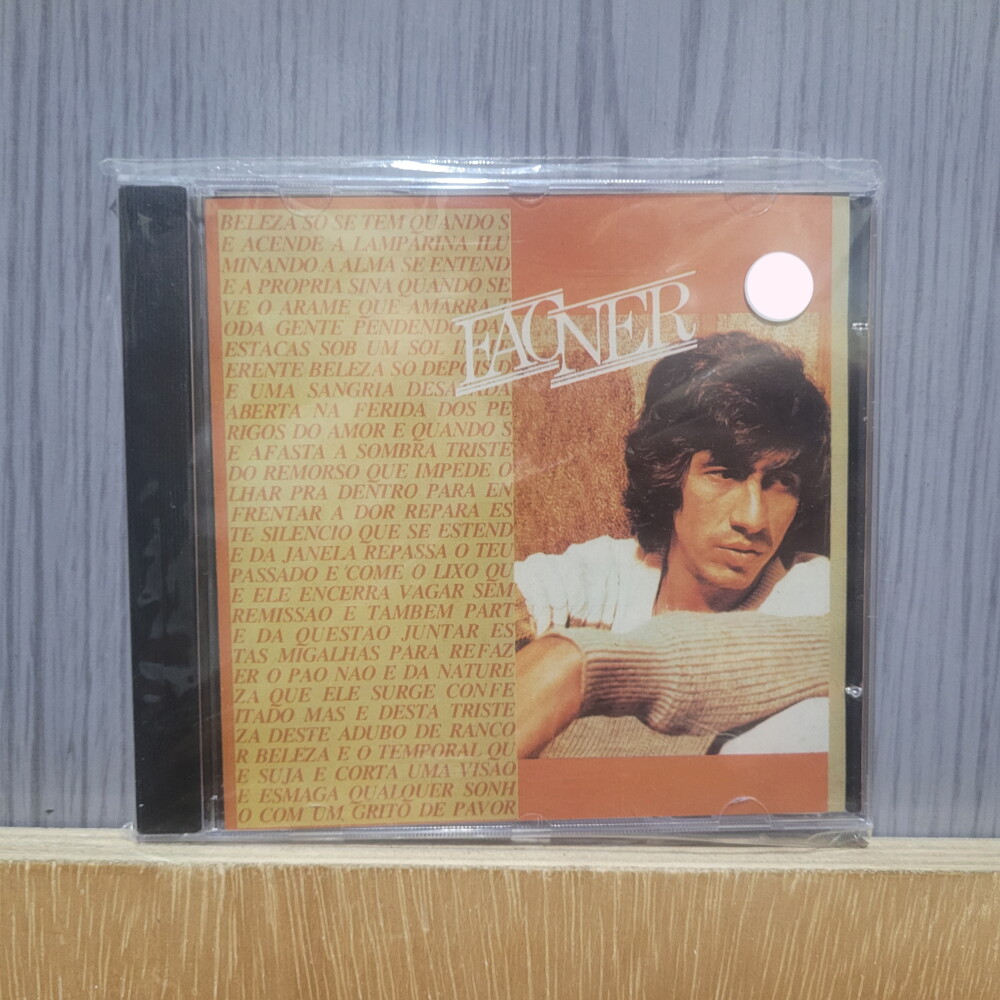 BELEZA SO SE TEM QUANDO S
E ACENDE A LAMPARINA ILU
MINANDO A ALMA SE ENTEND
E A PROPRIA SINA QUANDO SE
VE O ARAME QUE AMARRA T
ODA GENTE PENDENDO DA
ESTACAS SOB UM SOL
ERENTE BELEZA SO DEPOIS D
E UMA SANGRIA
ABERTA NA FERIDA DOS PE
RIGOS DO AMOR E QUANDO S
E AFASTA A SOMBRA TRISTE
DO REMORSO QUE IMPEDE O
LHAR PRA DENTRO PARA EN
FRENTAR A DOR REPARA ES
TE SILENCIO QUE SE ESTEND
E DA JANELA REPASSA O TEU
PASSADO E COME O LIXO QU
E ELE ENCERRA VAGAR SEM
REMISSAO E TAMBEM PART
E DA QUESTAO JUNTAR ES
TAS MIGALHAS PARA REFAZ
ER O PAO NAO E DA NATURE
ZA QUE ELE SURGE CONFE
ITADO MAS E DESTA TRISTE
ZA DESTE ADUBO DE RANCO
R BELEZA E O TEMPORAL QU
E SUJA E CORTA UMA VISAO
E ESMAGA QUALQUER SONH
O COM UM GRITO DE PAVOR
FAGNER